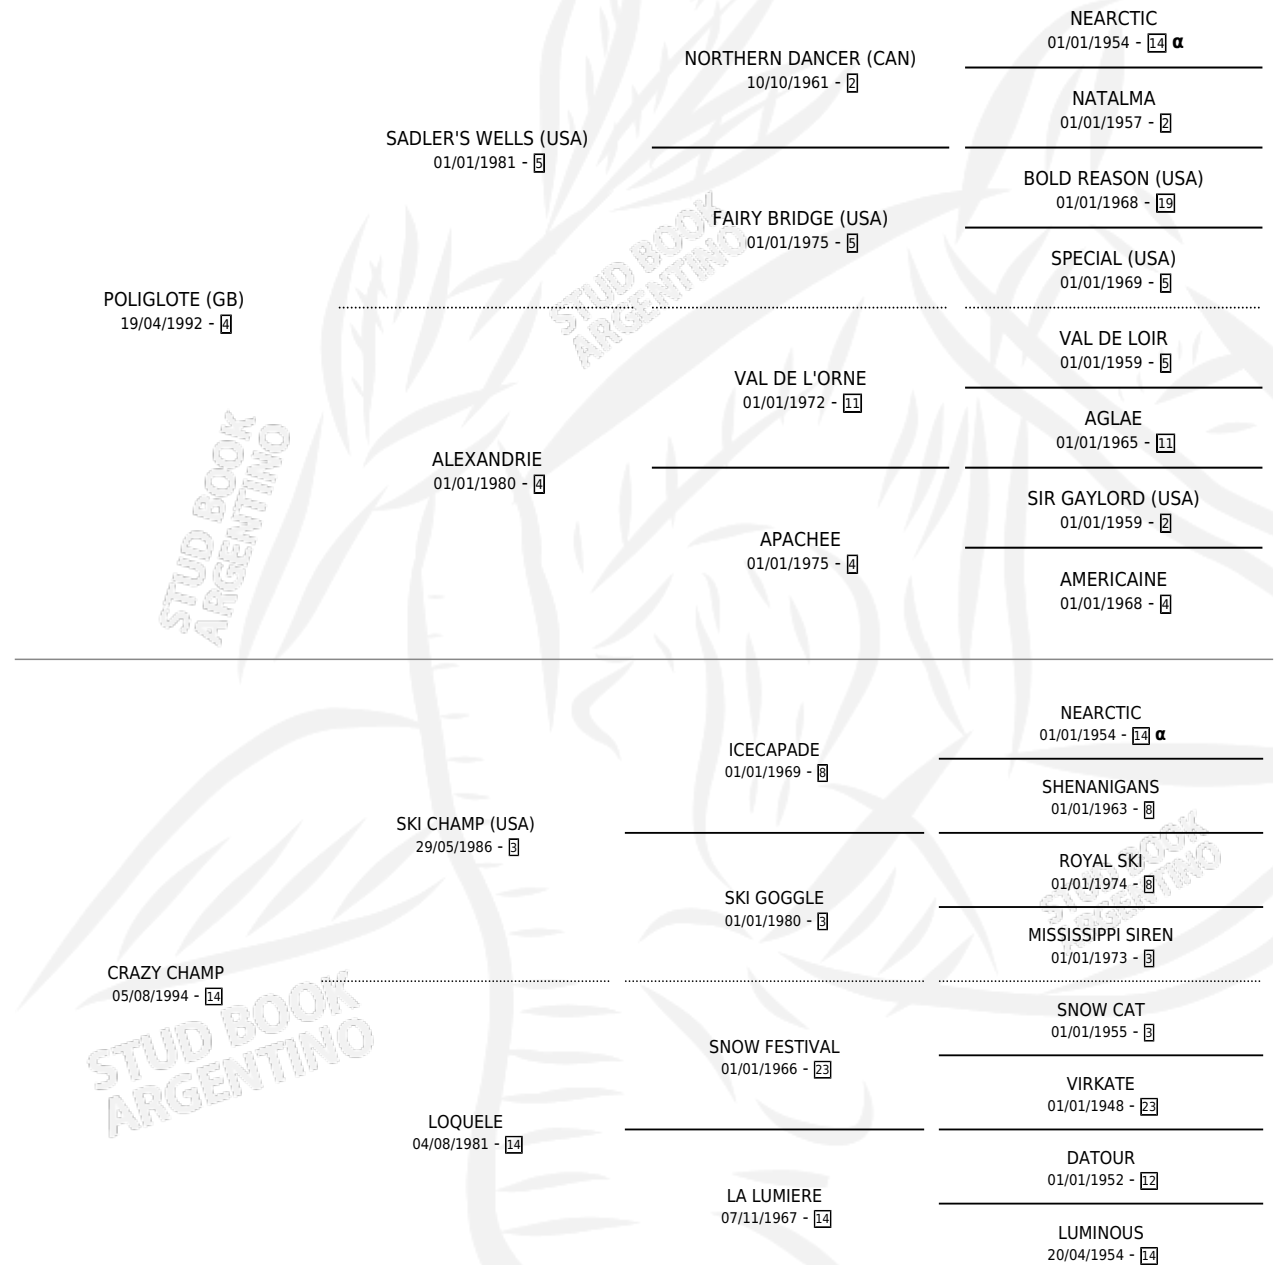 NEARCTIC
01/01/1954 - 14 α
NORTHERN DANCER (CAN)
10/10/1961 - 2
NATALMA
01/01/1957 - 2
SADLER'S WELLS (USA)
01/01/1981 - 5
BOLD REASON (USA)
01/01/1968 - 19
FAIRY BRIDGE (USA)
01/01/1975 - 5
SPECIAL (USA)
01/01/1969 - 5
STUD BOOK
ARGENTINO
POLIGLOTE (GB)
19/04/1992 - 4
VAL DE LOIR
01/01/1959 - 5
VAL DE L'ORNE
01/01/1972 - 11
AGLAE
01/01/1965 - 11
ALEXANDRIE
01/01/1980 - 4
SIR GAYLORD (USA)
01/01/1959 - 2
APACHEE
01/01/1975 - 4
AMERICAINE
01/01/1968 - 4
STUD BOOK
ARGENTINO
NEARCTIC
01/01/1954 - 14 α
ICECAPADE
01/01/1969 - 8
SHENANIGANS
01/01/1963 - 8
SKI CHAMP (USA)
29/05/1986 - 3
ROYAL SKI
01/01/1974 - 8
SKI GOGGLE
01/01/1980 - 3
MISSISSIPPI SIREN
01/01/1973 - 3
STUD BOOK
ARGENTINO
CRAZY CHAMP
05/08/1994 - 14
SNOW CAT
01/01/1955 - 3
SNOW FESTIVAL
01/01/1966 - 23
VIRKATE
01/01/1948 - 23
STUD BOOK
ARGENTINO
LOQUELE
04/08/1981 - 14
DATOUR
01/01/1952 - 12
LA LUMIERE
07/11/1967 - 14
LUMINOUS
20/04/1954 - 14